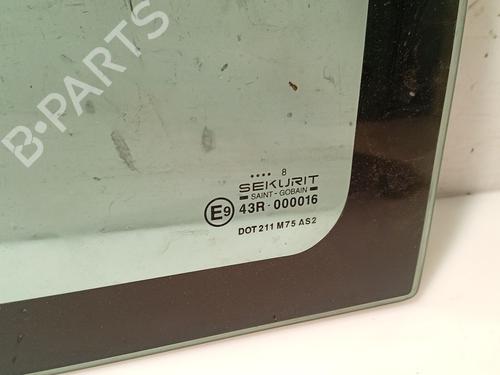 B-PARTS
.... 8
SEKURIT
SAINT - GOBAIN
E9 43R - 000016
DOT 211 M75 AS2